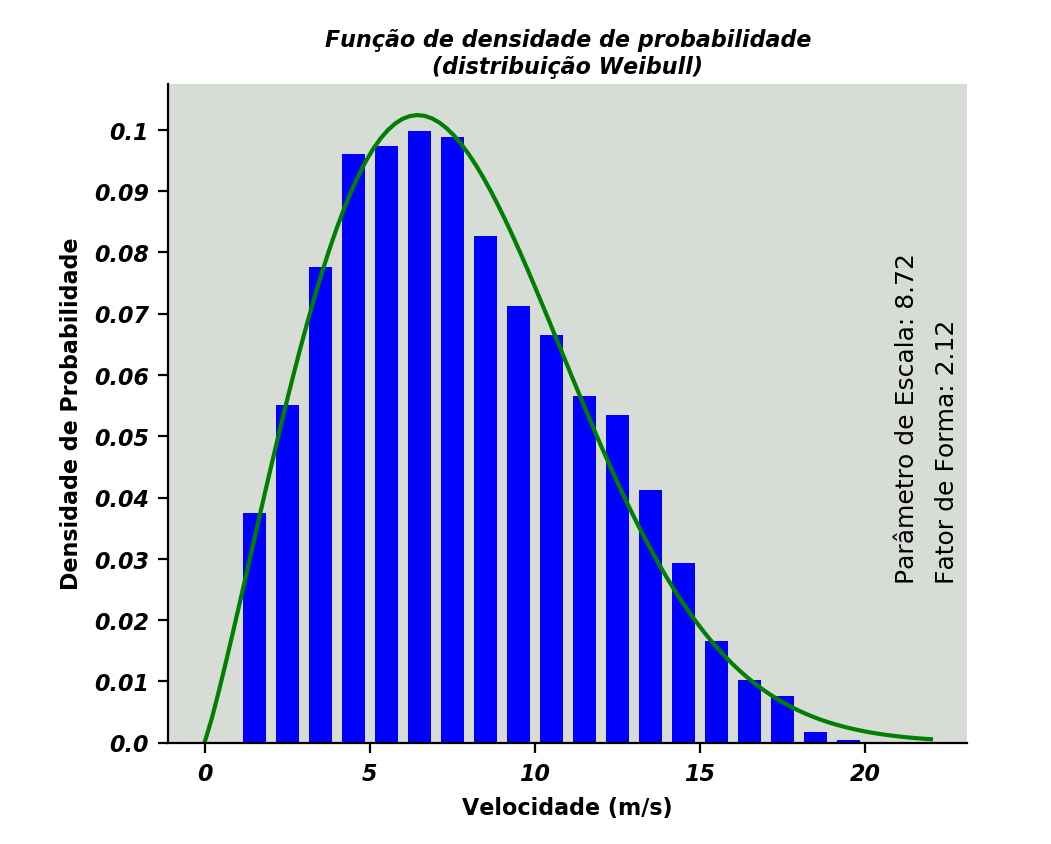 Função de densidade de probabilidade
(distribuição Weibull)
Densidade de Probabilidade
0.1
0.09
0.08
0.07
0.06
0.05
0.04
0.03
0.02
0.01
0.0
0
5
10
15
20
Velocidade (m/s)
Parâmetro de Escala: 8.72
Fator de Forma: 2.12